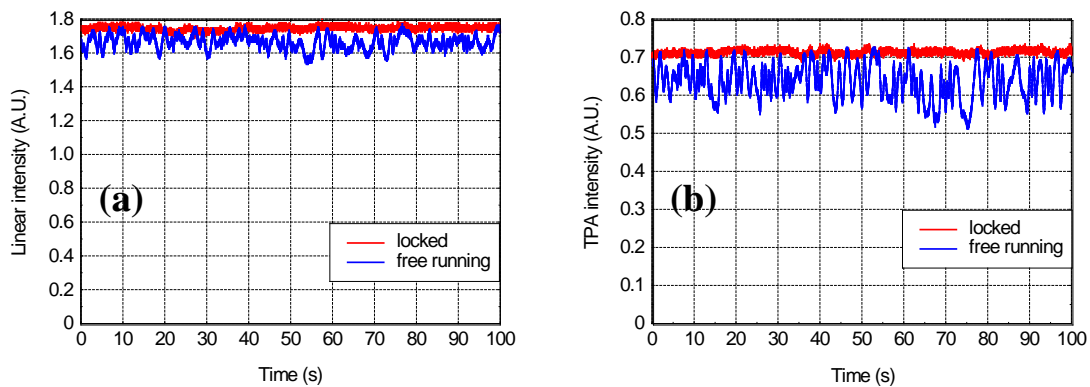 1.8
1.6
1.4
1.2
1.0
0.8
0.6
0.4
0.2
0
Linear intensity (A.U.)
(a)
locked
free running
0 10 20 30 40 50 60 70 80 90 100
Time (s)
0.8
0.7
0.6
0.5
0.4
0.3
0.2
0.1
0
TPA intensity (A.U.)
(b)
locked
free running
0 10 20 30 40 50 60 70 80 90 100
Time (s)